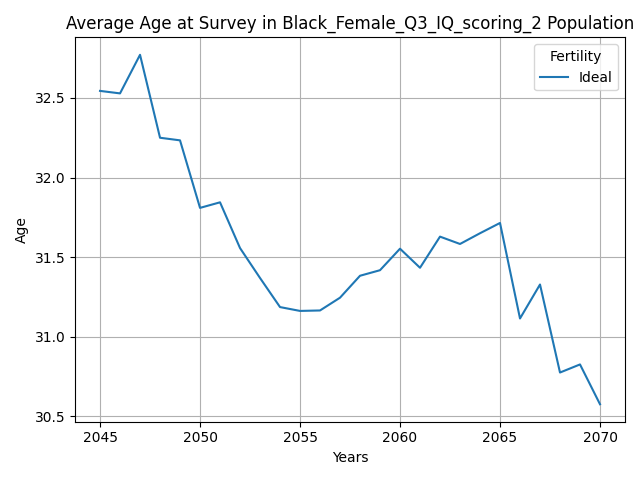 Average Age at Survey in Black_Female_Q3_IQ_scoring_2 Population
Fertility
Ideal
32.5
32.0
31.5
31.0
30.5
Age
2045 2050 2055 2060 2065 2070
Years